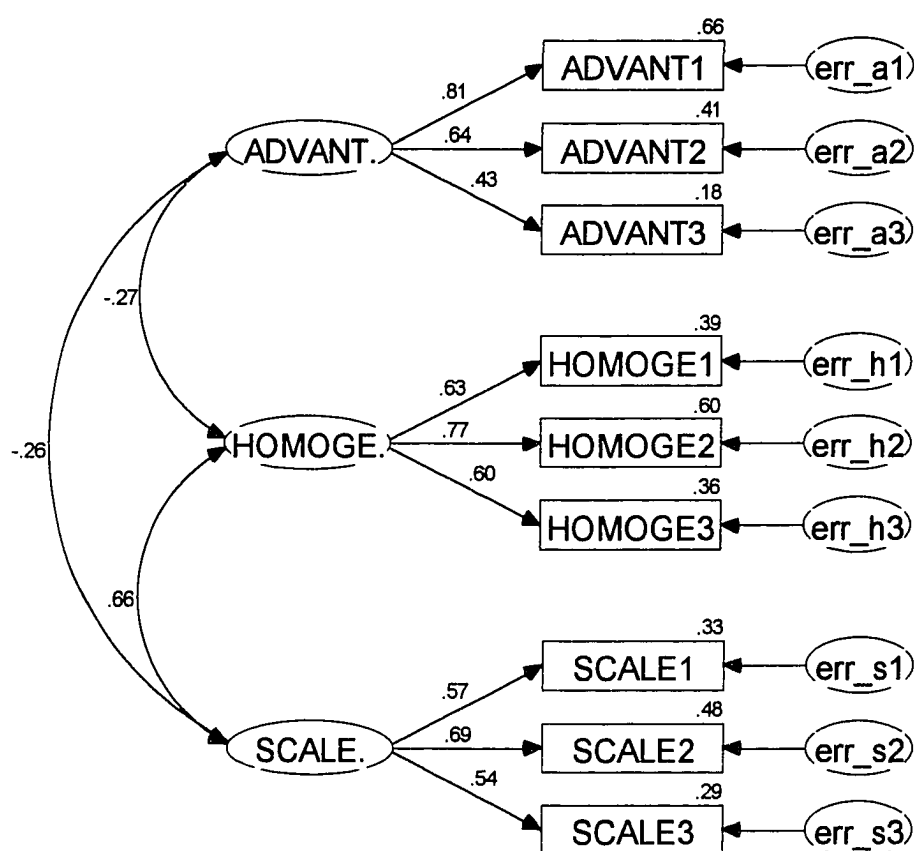 .66
ADVANT1
err_a1
.81
.41
ADVANT.
.64
ADVANT2
err_a2
.43
.18
ADVANT3
err_a3
-.27
.39
HOMOGE1
err_h1
.63
.60
HOMOGE.
.77
HOMOGE2
err_h2
-.26
.60
.36
HOMOGE3
err_h3
.66
.33
SCALE1
err_s1
.57
.48
SCALE.
.69
SCALE2
err_s2
.54
.29
SCALE3
err_s3